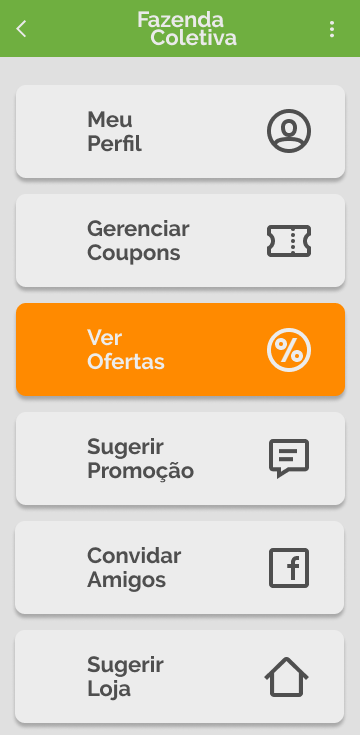 Fazenda
Coletiva
Meu
Perfil
Gerenciar
Coupons
Ver
Ofertas
Sugerir
Promoção
Convidar
Amigos
Sugerir
Loja